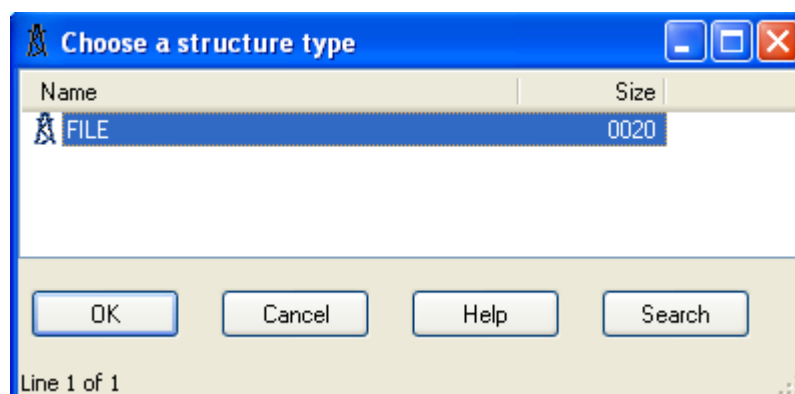 Choose a structure type
Name Size
FILE 0020
OK Cancel Help Search
Line 1 of 1